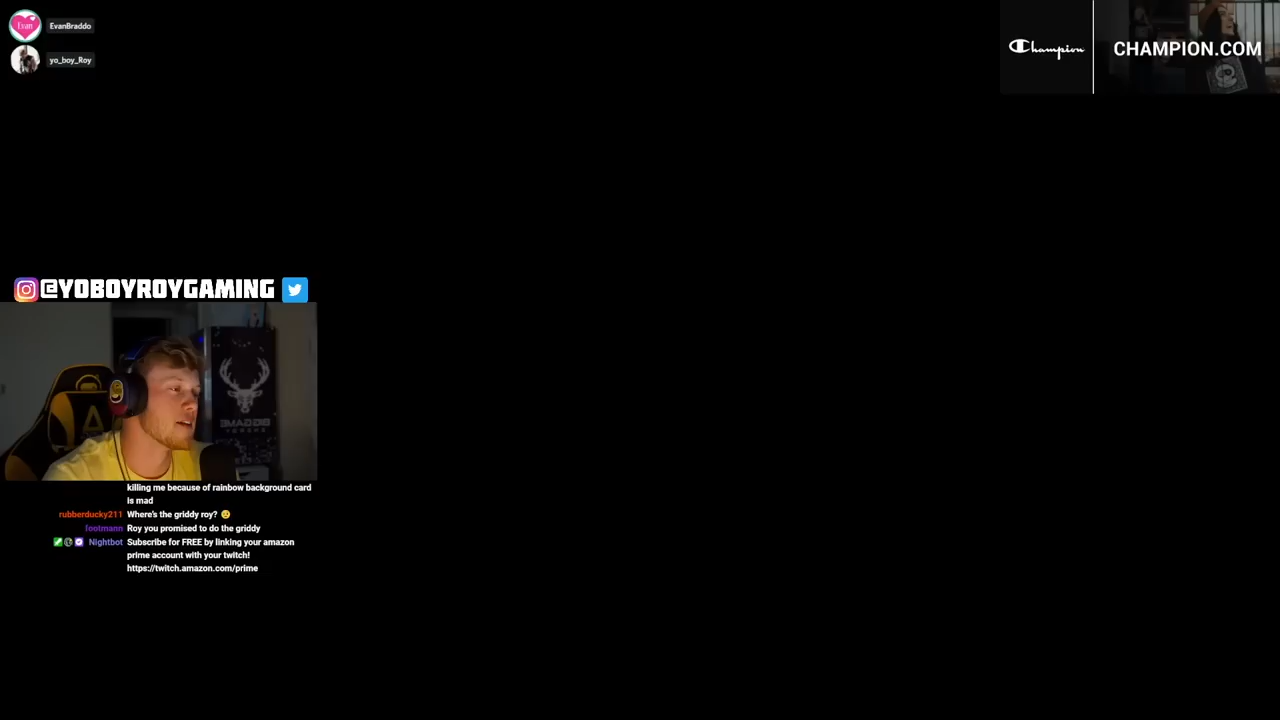 Evan
EvanBraddo
yo_boy_Roy
Champion
CHAMPION.COM
@YOBOYROYGAMING
killing me because of rainbow background card
is mad
rubberducky211 Where's the griddy roy? 😢
footmann Roy you promised to do the griddy
Nightbot Subscribe for FREE by linking your amazon
prime account with your twitch!
https://twitch.amazon.com/prime